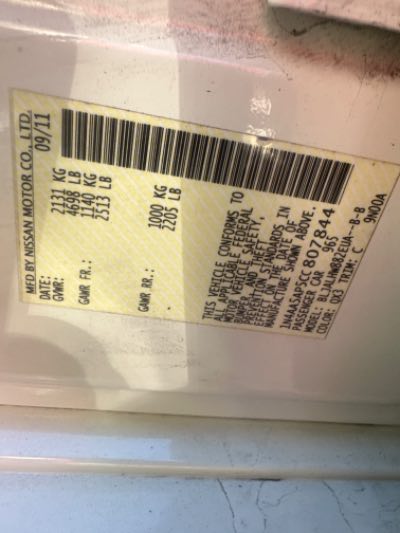 MFD BY NISSAN MOTOR CO., LTD.
DATE: 09/11
GVWR: 2131 KG
4698 LB
GAWR FR.: 1140 KG
2513 LB
GAWR RR.: 1000 KG
2205 LB
THIS VEHICLE CONFORMS TO
ALL APPLICABLE FEDERAL
MOTOR VEHICLE SAFETY,
BUMPER, AND THEFT
PREVENTION STANDARDS IN
EFFECT ON THE DATE OF
MANUFACTURE SHOWN ABOVE.
1N4AA5AP5CC807844
PASSENGER CAR 965
MODEL: BLJALHWR82EUA--B-B
COLOR: QX3 TRIM: C 9N00A